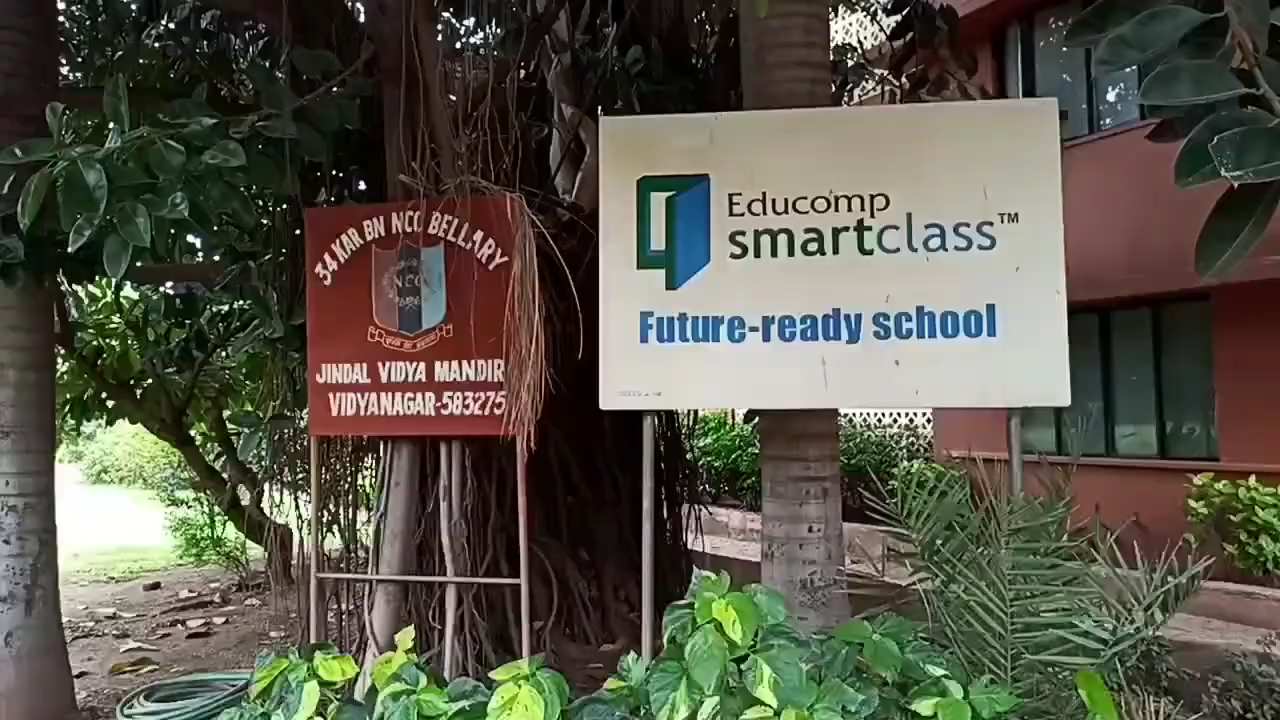 34 KAR BN NCC BELLARY
NCC
JINDAL VIDYA MANDIR
VIDYANAGAR-583275
Educomp
smartclass™
Future-ready school